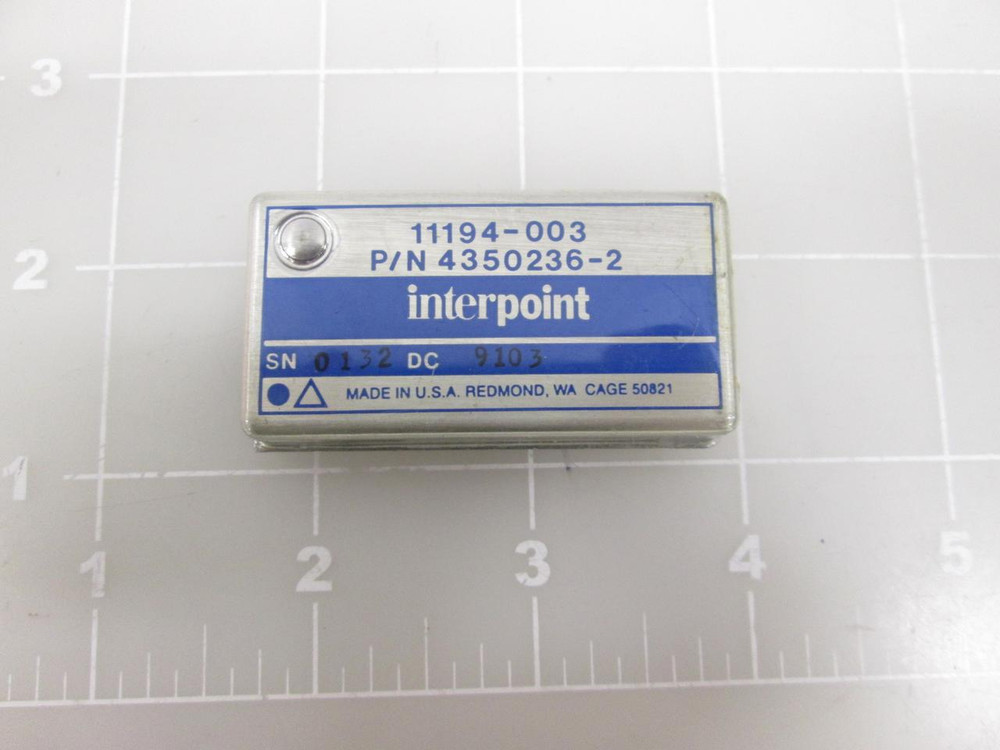 3
11194-003
P/N 4350236-2
2
interpoint
SN 0132 DC 9103
MADE IN U.S.A. REDMOND, WA CAGE 50821
1
1 2 3 4 5